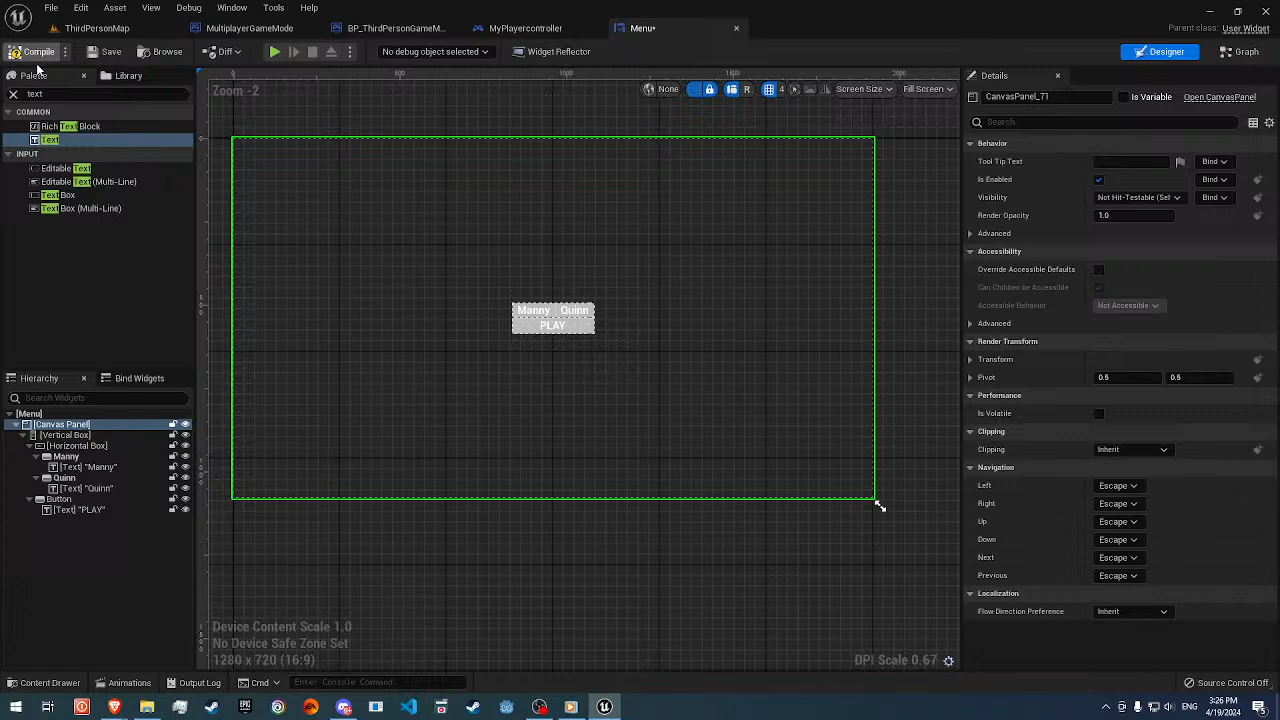 File Edit Asset View Debug Window Tools Help
ThirdPersonMap
MultiplayerGameMode
BP_ThirdPersonGameM...
MyPlayercontroller
Menu*
Parent class: User Widget
Compile
Save
Browse
Diff
No debug object selected
Widget Reflector
Designer
Graph
Library
COMMON
Rich Text Block
Text
INPUT
Editable Text
Editable Text (Multi-Line)
Text Box
Text Box (Multi-Line)
Hierarchy
Bind Widgets
Search Widgets
[Menu]
[Canvas Panel]
[Vertical Box]
[Horizontal Box]
Manny
[Text] "Manny"
Quinn
[Text] "Quinn"
Button
[Text] "PLAY"
0 500 1000 1500 2000
Zoom -2
None
R
4
Screen Size
Fill Screen
Manny Quinn
PLAY
Device Content Scale 1.0
No Device Safe Zone Set
1280 x 720 (16:9)
DPI Scale 0.67
Details
CanvasPanel_71
Is Variable
Open CanvasPanel
Search
Behavior
Tool Tip Text
Bind
Is Enabled
Bind
Visibility
Not Hit-Testable (Sel
Bind
Render Opacity
1.0
Advanced
Accessibility
Override Accessible Defaults
Can Children be Accessible
Accessible Behavior
Not Accessible
Advanced
Render Transform
Transform
Pivot
0.5
0.5
Performance
Is Volatile
Clipping
Clipping
Inherit
Navigation
Left
Escape
Right
Escape
Up
Escape
Down
Escape
Next
Escape
Previous
Escape
Localization
Flow Direction Preference
Inherit
Content Drawer
Animations
Output Log
Cmd
Enter Console Command
Source Control Off
3:26 PM
4/19/2024